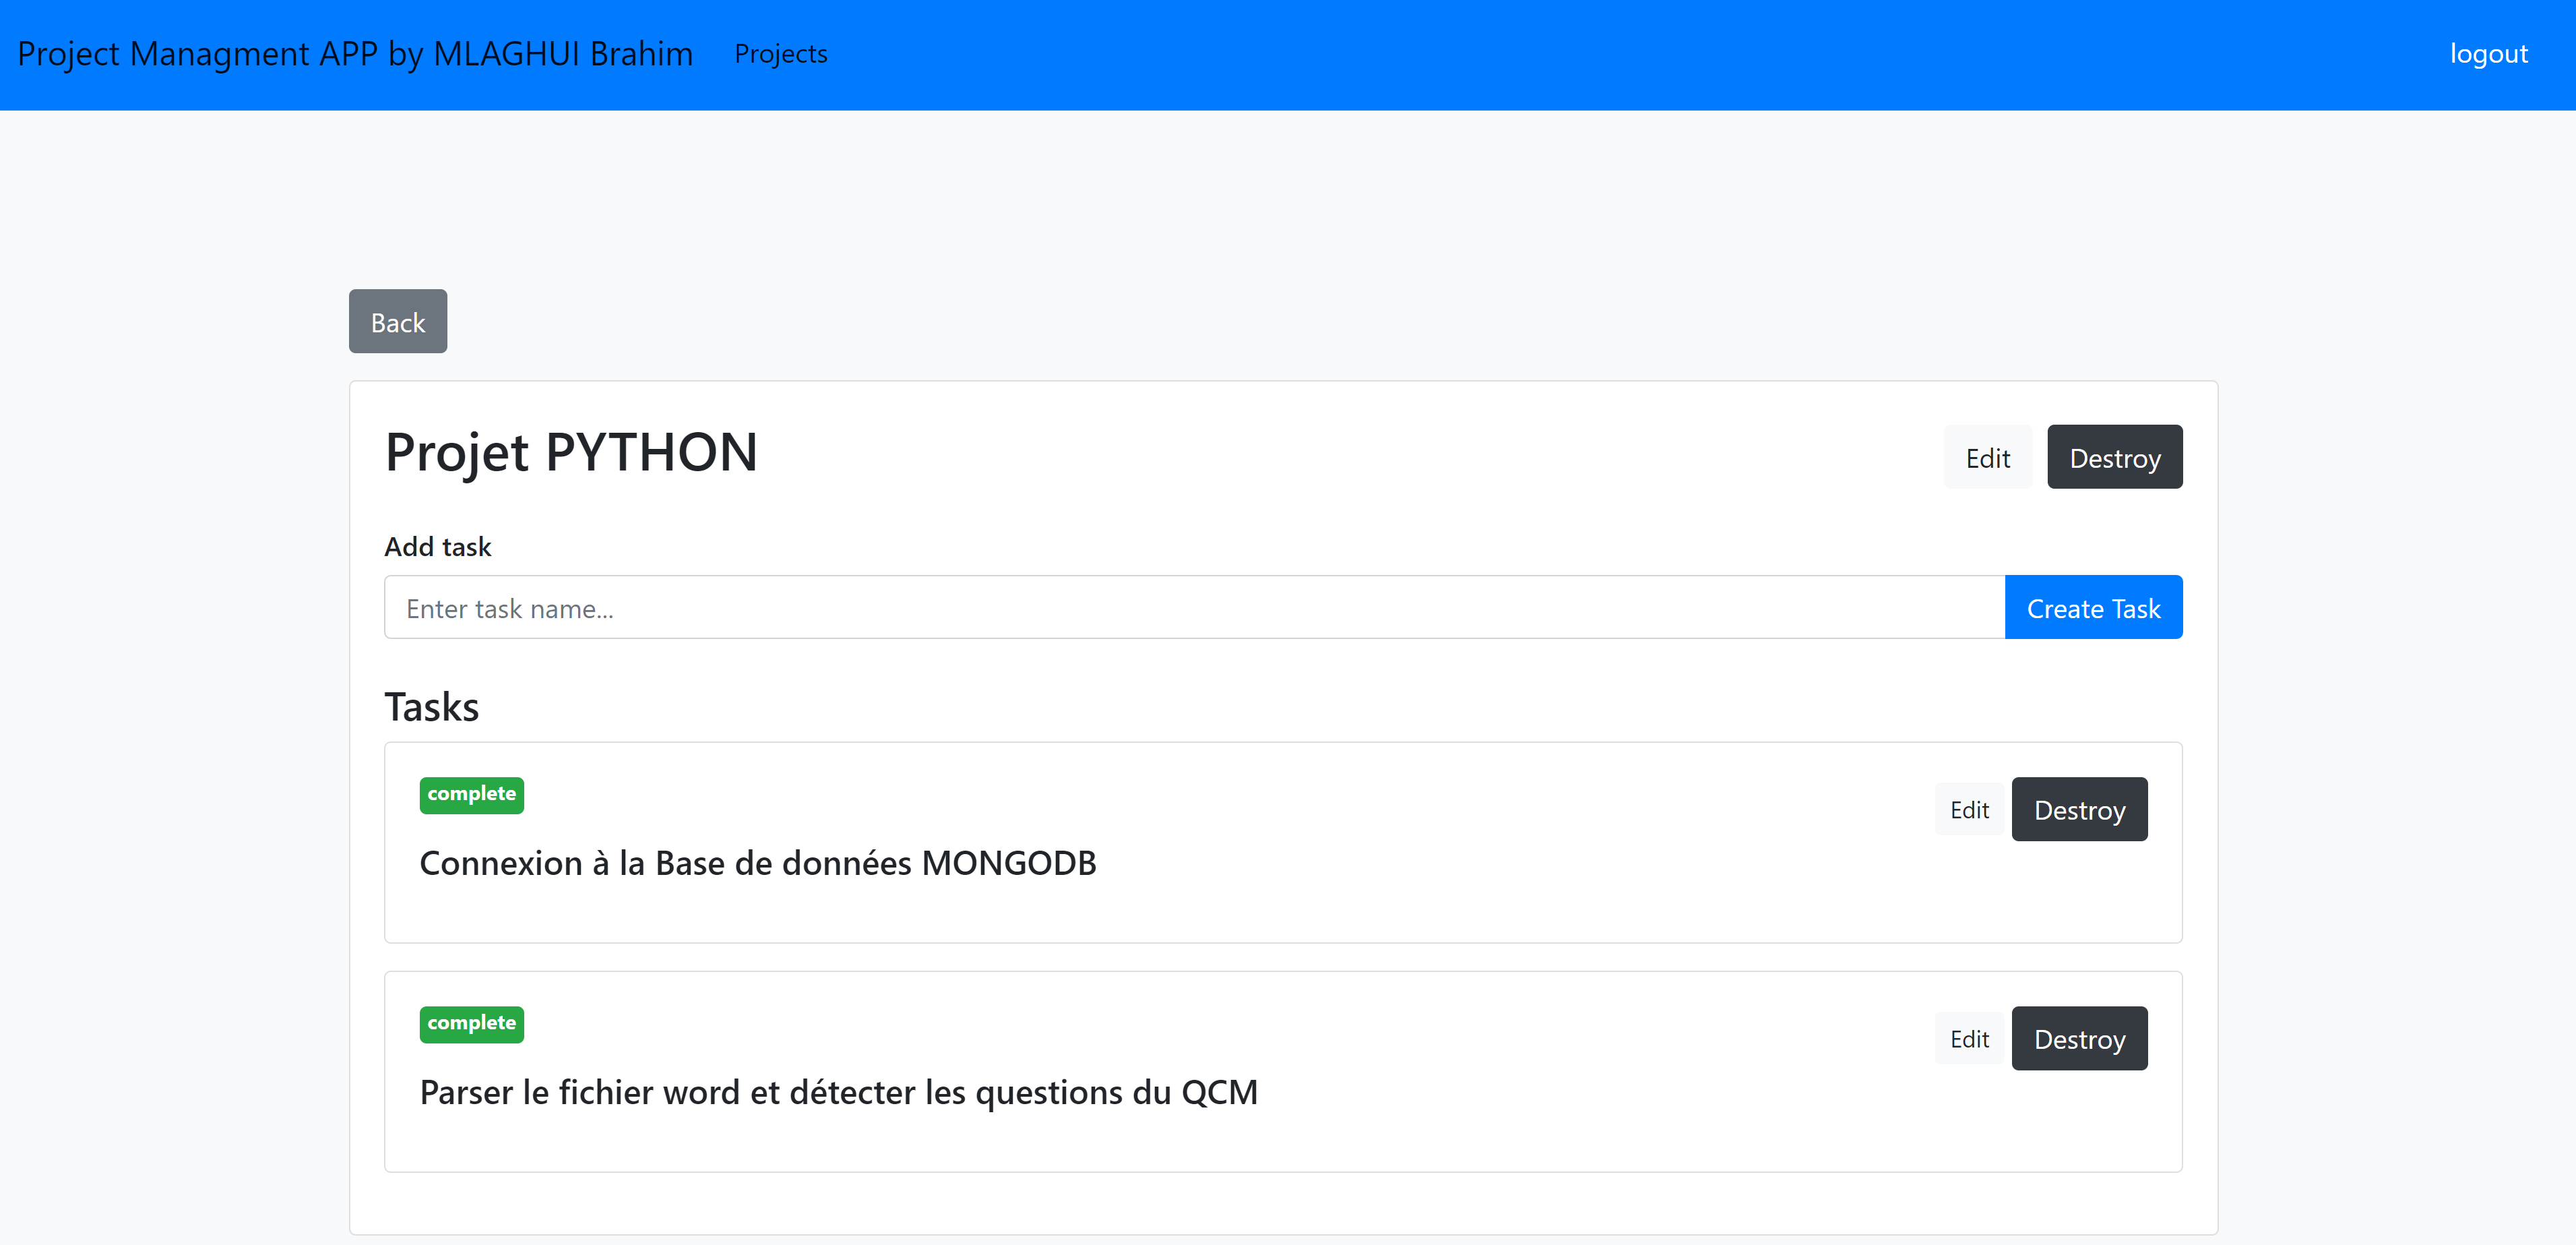 Project Managment APP by MLAGHUI Brahim Projects logout
Back
Projet PYTHON Edit Destroy
Add task
Enter task name... Create Task
Tasks
complete Edit Destroy
Connexion à la Base de données MONGODB
complete Edit Destroy
Parser le fichier word et détecter les questions du QCM